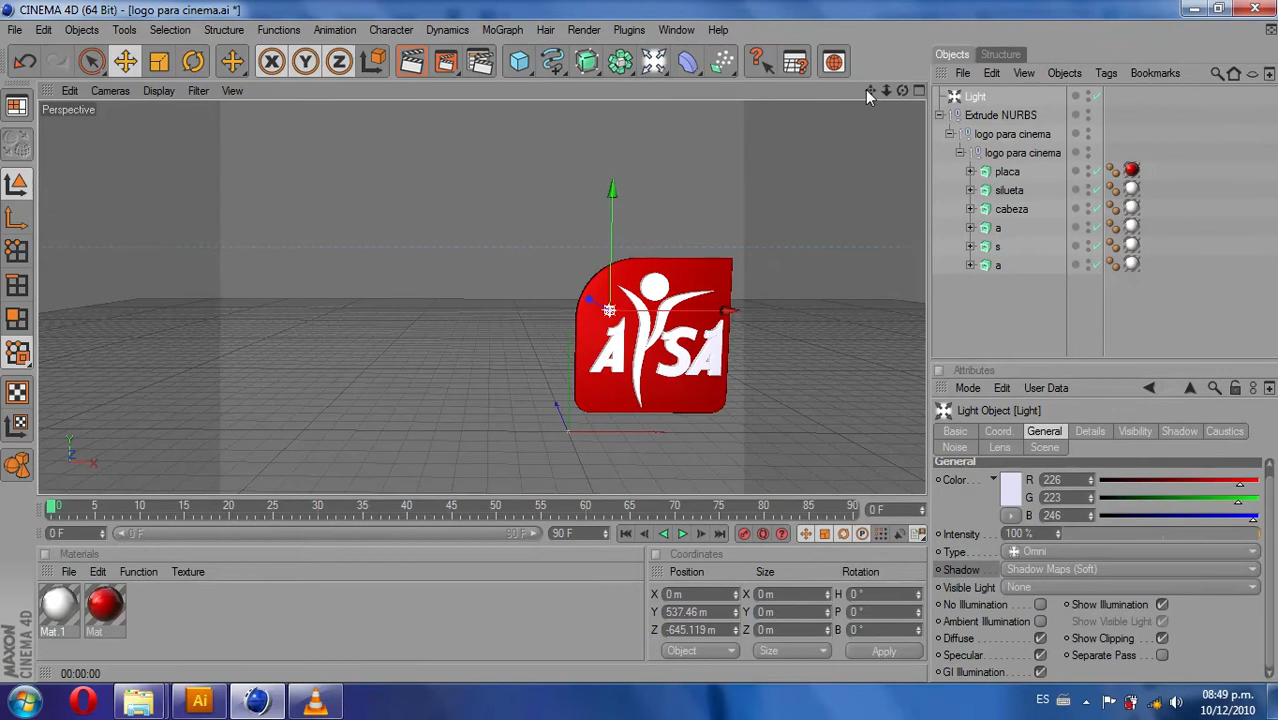 CINEMA 4D (64 Bit) - [logo para cinema.ai *]
File Edit Objects Tools Selection Structure Functions Animation Character Dynamics MoGraph Hair Render Plugins Window Help
X Y Z
Objects Structure
File Edit View Objects Tags Bookmarks
Edit Cameras Display Filter View
Perspective
Light
Extrude NURBS
logo para cinema
logo para cinema
placa
silueta
cabeza
a
s
a
A SA
Y
Z X
Attributes
Mode Edit User Data
Light Object [Light]
Basic Coord. General Details Visibility Shadow Caustics
Noise Lens Scene
General
Color R 226
G 223
B 246
Intensity 100 %
Type Omni
Shadow Shadow Maps (Soft)
Visible Light None
No Illumination Show Illumination
Ambient Illumination Show Visible Light
Diffuse Show Clipping
Specular Separate Pass
GI Illumination
0 5 10 15 20 25 30 35 40 45 50 55 60 65 70 75 80 85 90 0 F
0 F 0 F 90 F 90 F
Materials
File Edit Function Texture
Mat.1 Mat
Coordinates
Position Size Rotation
X 0 m X 0 m H 0 °
Y 537.46 m Y 0 m P 0 °
Z -645.119 m Z 0 m B 0 °
Object Size Apply
MAXON
CINEMA 4D
00:00:00
Ai
ES
08:49 p.m.
10/12/2010